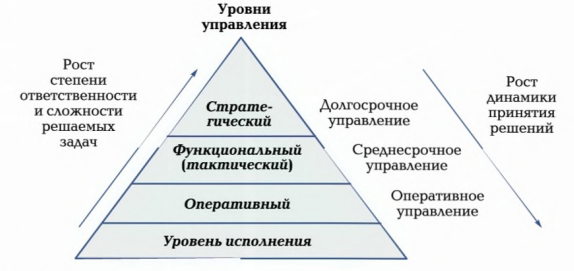 Уровни
управления
Рост
степени
ответственности
и сложности
решаемых
задач
Страте-
гический
Функциональный
(тактический)
Оперативный
Уровень исполнения
Долгосрочное
управление
Среднесрочное
управление
Оперативное
управление
Рост
динамики
принятия
решений